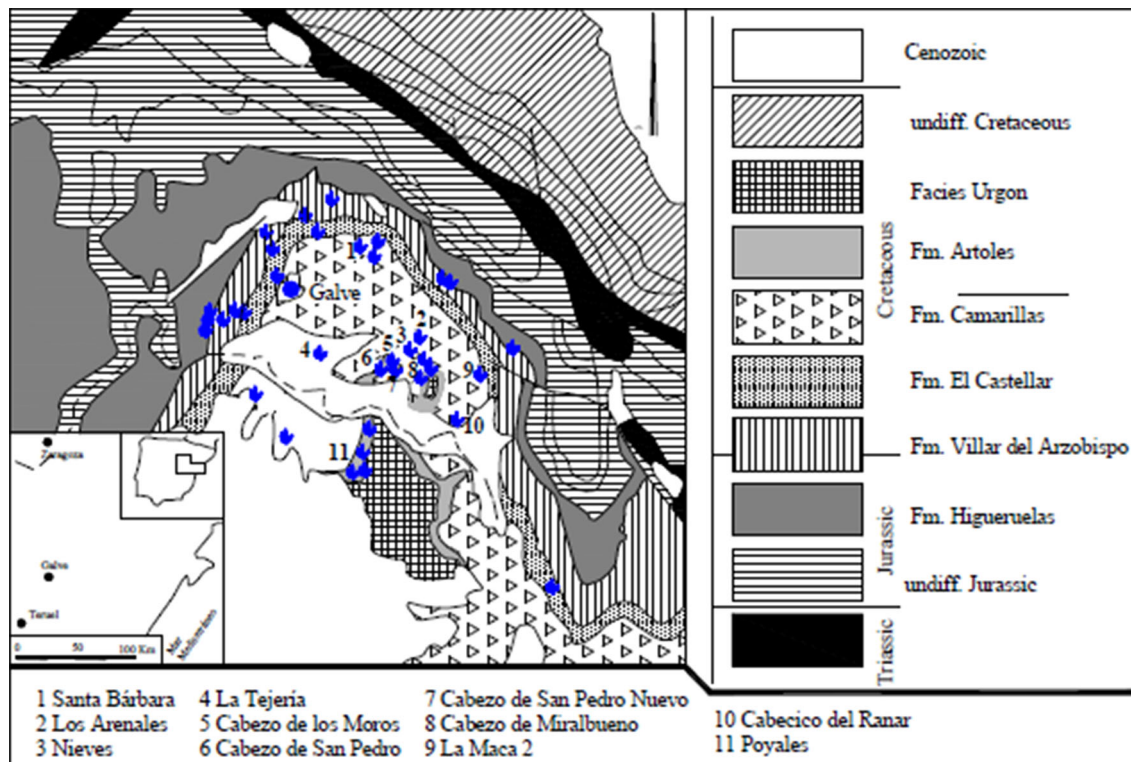 Cenozoic
undiff. Cretaceous
Facies Urgon
Fm. Artoles
Cretaceous
Fm. Camarillas
Fm. El Castellar
Fm. Villar del Arzobispo
Fm. Higueruelas
Jurassic
undiff. Jurassic
Triassic
1
Galve
2
3
5
4
6
8
9
7
10
11
Zaragoza
Galve
Teruel
0 50 100 Km
Mar
Mediterráneo
1 Santa Bárbara
2 Los Arenales
3 Nieves
4 La Tejería
5 Cabezo de los Moros
6 Cabezo de San Pedro
7 Cabezo de San Pedro Nuevo
8 Cabezo de Miralbueno
9 La Maca 2
10 Cabecico del Ranar
11 Poyales